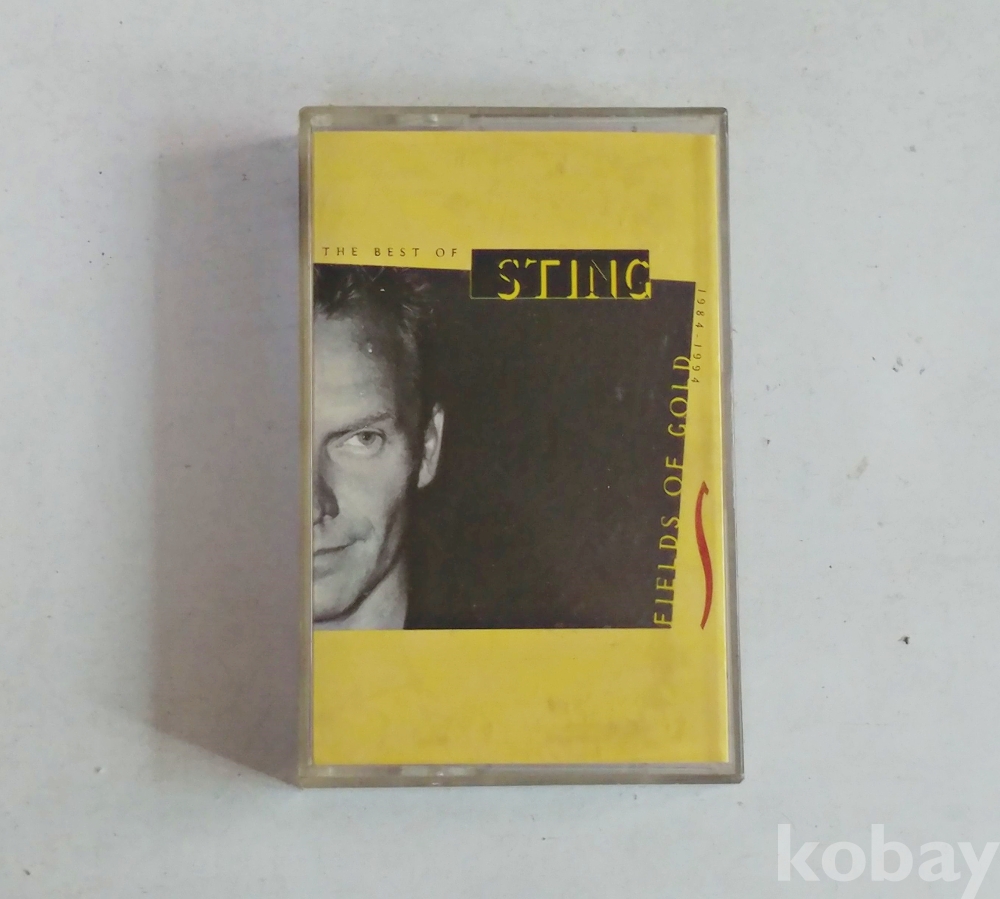 THE BEST OF
STING
1984-1994
FIELDS OF GOLD
kobay